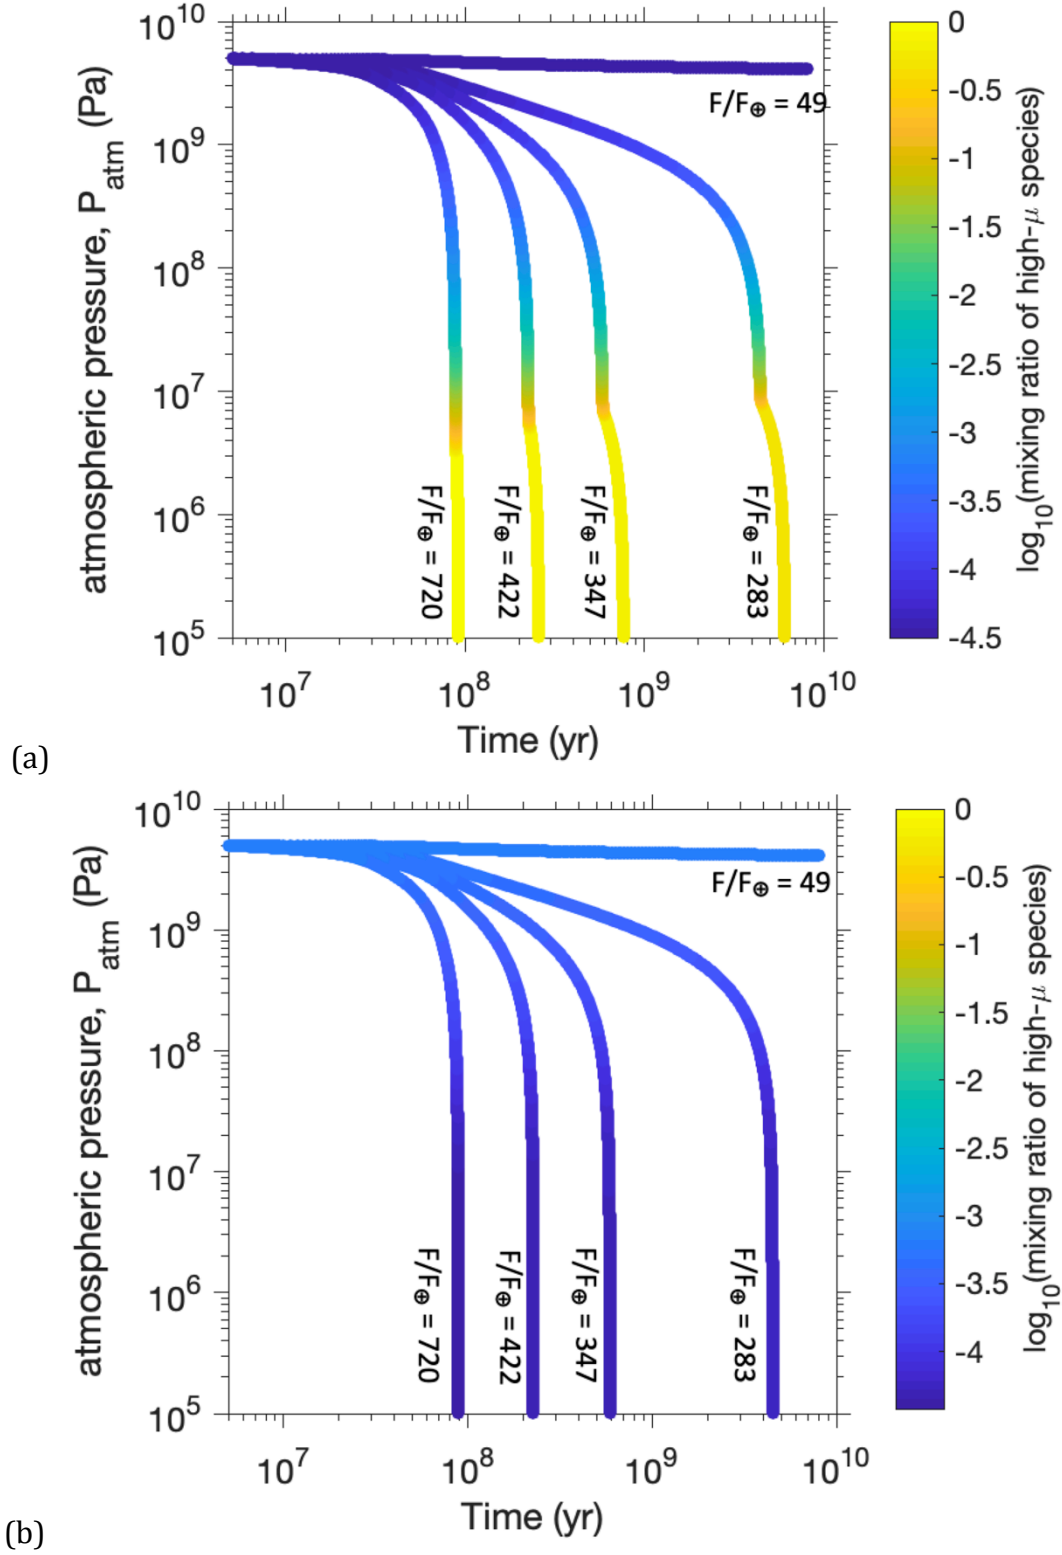 10^10
10^9
10^8
10^7
10^6
10^5
atmospheric pressure, P_atm (Pa)
F/F⊕ = 49
F/F⊕ = 720
F/F⊕ = 422
F/F⊕ = 347
F/F⊕ = 283
10^7
10^8
10^9
10^10
Time (yr)
0
-0.5
-1
-1.5
-2
-2.5
-3
-3.5
-4
-4.5
log_10(mixing ratio of high-μ species)
(a)
10^10
10^9
10^8
10^7
10^6
10^5
atmospheric pressure, P_atm (Pa)
F/F⊕ = 49
F/F⊕ = 720
F/F⊕ = 422
F/F⊕ = 347
F/F⊕ = 283
10^7
10^8
10^9
10^10
Time (yr)
0
-0.5
-1
-1.5
-2
-2.5
-3
-3.5
-4
log_10(mixing ratio of high-μ species)
(b)